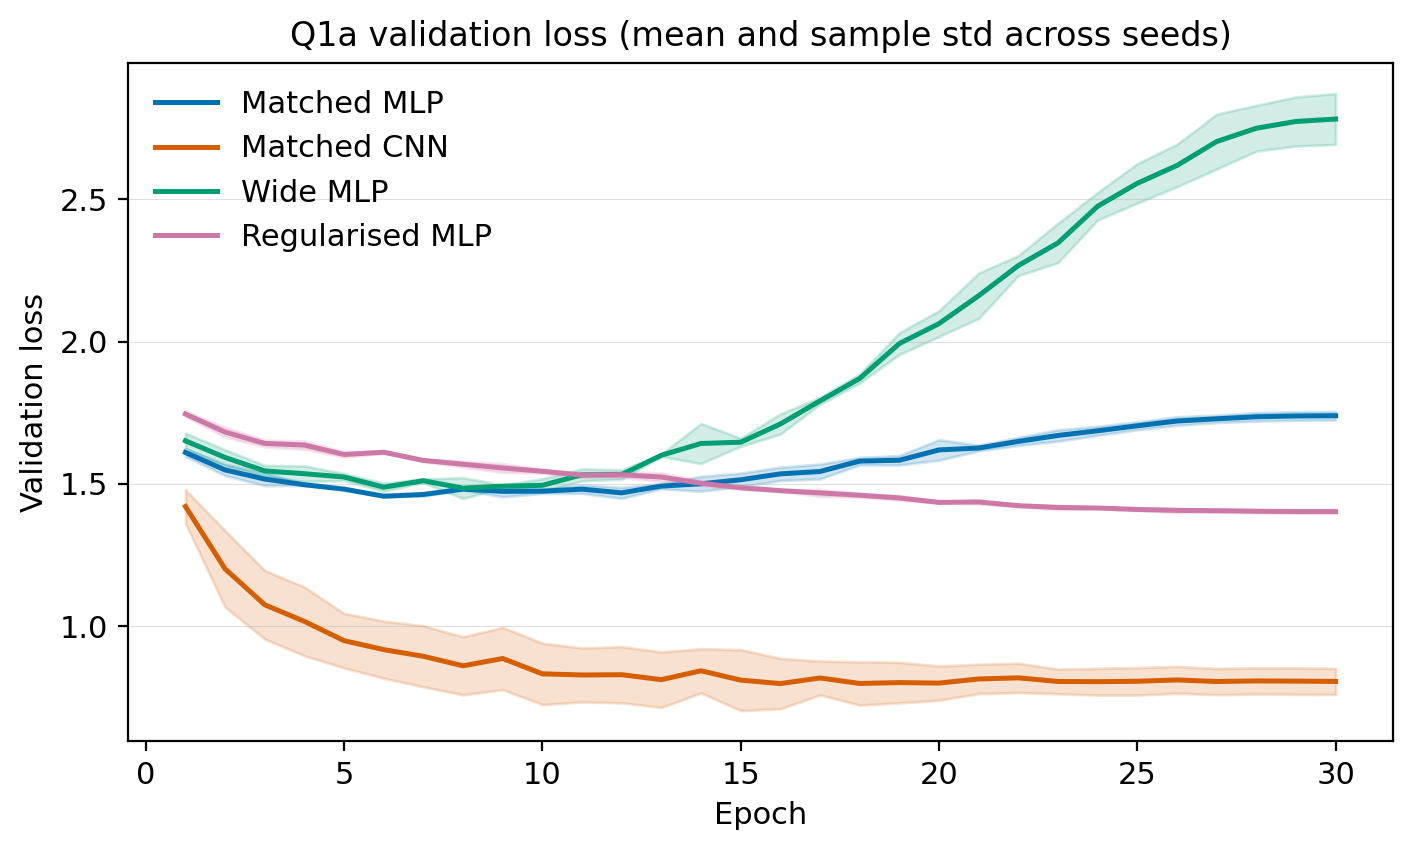 Q1a validation loss (mean and sample std across seeds)
Matched MLP
Matched CNN
Wide MLP
Regularised MLP
Validation loss
2.5
2.0
1.5
1.0
0
5
10
15
20
25
30
Epoch